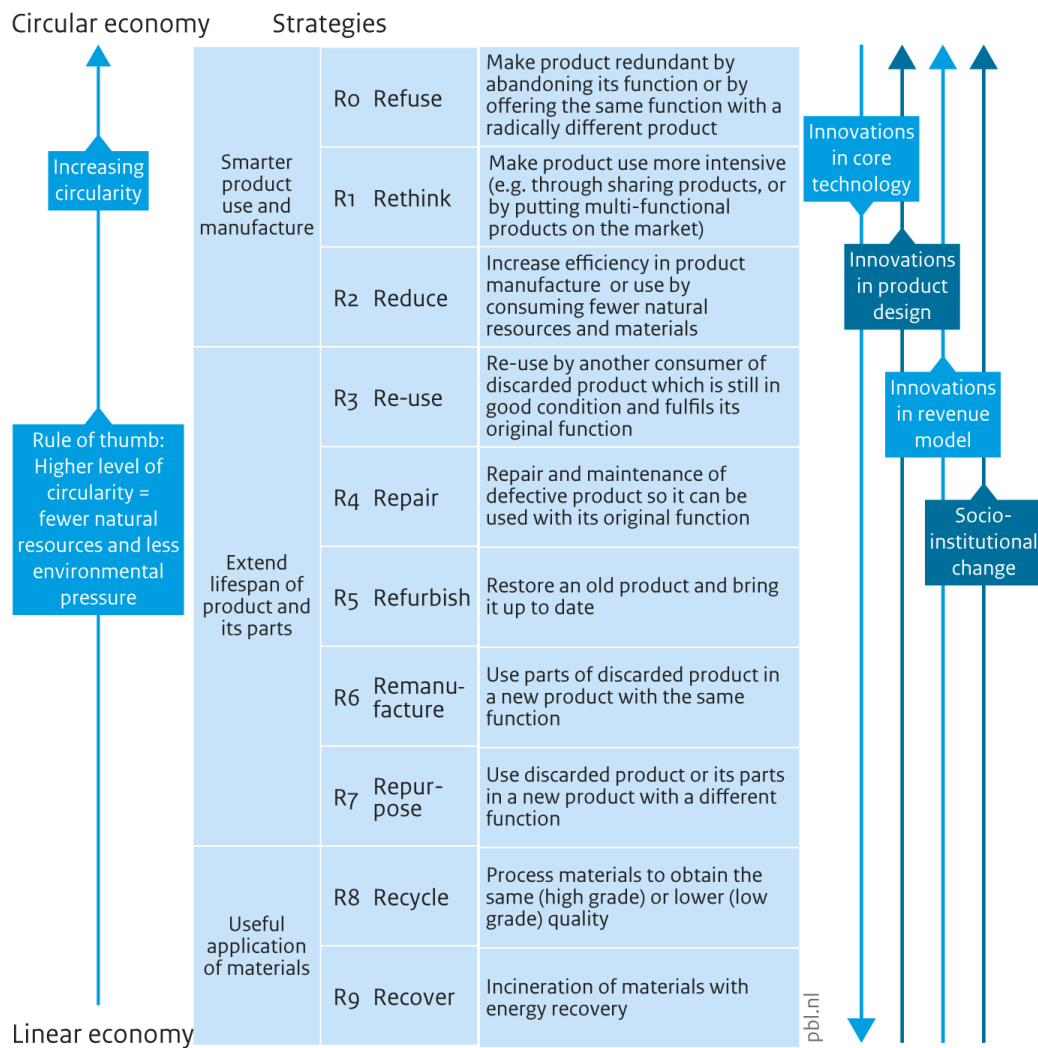 Circular economy
Strategies
Increasing
circularity
Rule of thumb:
Higher level of
circularity =
fewer natural
resources and less
environmental
pressure
Linear economy
Smarter
product
use and
manufacture
R0 Refuse
Make product redundant by
abandoning its function or by
offering the same function with a
radically different product
R1 Rethink
Make product use more intensive
(e.g. through sharing products, or
by putting multi-functional
products on the market)
R2 Reduce
Increase efficiency in product
manufacture or use by
consuming fewer natural
resources and materials
Extend
lifespan of
product and
its parts
R3 Re-use
Re-use by another consumer of
discarded product which is still in
good condition and fulfils its
original function
R4 Repair
Repair and maintenance of
defective product so it can be
used with its original function
R5 Refurbish
Restore an old product and bring
it up to date
R6 Remanu-
facture
Use parts of discarded product in
a new product with the same
function
R7 Repur-
pose
Use discarded product or its parts
in a new product with a different
function
Useful
application
of materials
R8 Recycle
Process materials to obtain the
same (high grade) or lower (low
grade) quality
R9 Recover
Incineration of materials with
energy recovery
pbl.nl
Innovations
in core
technology
Innovations
in product
design
Innovations
in revenue
model
Socio-
institutional
change